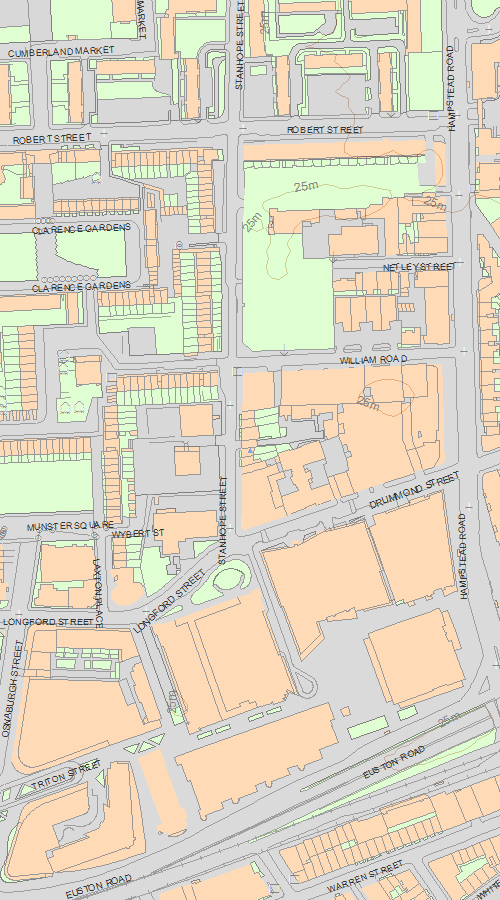 MARKET
STANHOPE STREET
25m
CUMBERLAND MARKET
HAMPSTEAD ROAD
ROBERT STREET
ROBERT STREET
25m
25m
25m
CLARENCE GARDENS
NETLEY STREET
CLARENCE GARDENS
WILLIAM ROAD
25m
DRUMMOND STREET
STANHOPE STREET
MUNSTER SQUARE
WYBERT ST
HAMPSTEAD ROAD
LAXTON PLACE
LONGFORD STREET
LONGFORD STREET
OSNABURGH STREET
25m
25m
EUSTON ROAD
TRITON STREET
WARREN STREET
EUSTON ROAD